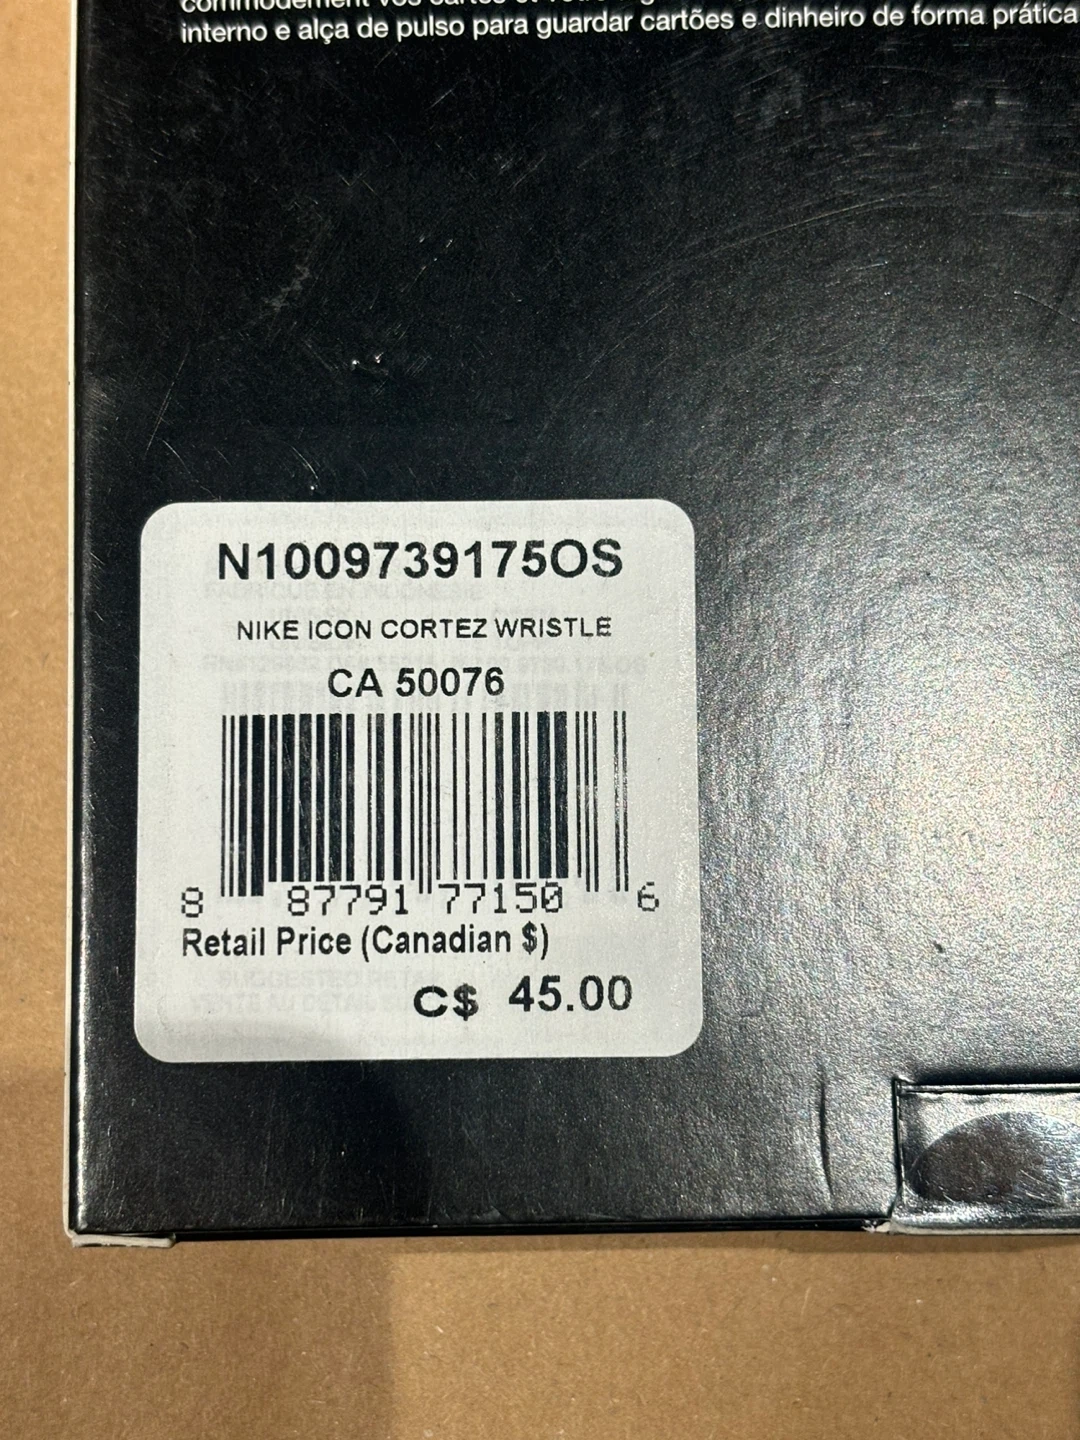 interno e alça de pulso para guardar cartões e dinheiro de forma prática
N1009739175OS
NIKE ICON CORTEZ WRISTLE
CA 50076
8 87791 77150 6
Retail Price (Canadian $)
C$ 45.00